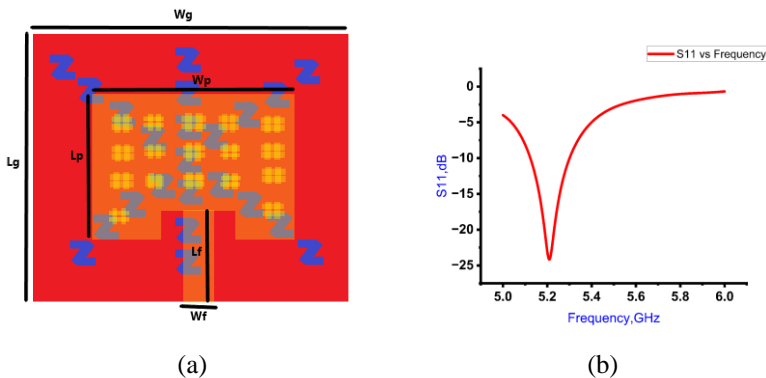 Wg
Wp
Lg
Lp
Lf
Wf
Z Z Z Z Z Z Z Z Z Z Z Z Z Z Z Z Z Z
(a)
S11 vs Frequency
S11,dB
0
−5
−10
−15
−20
−25
5.0 5.2 5.4 5.6 5.8 6.0
Frequency,GHz
(b)